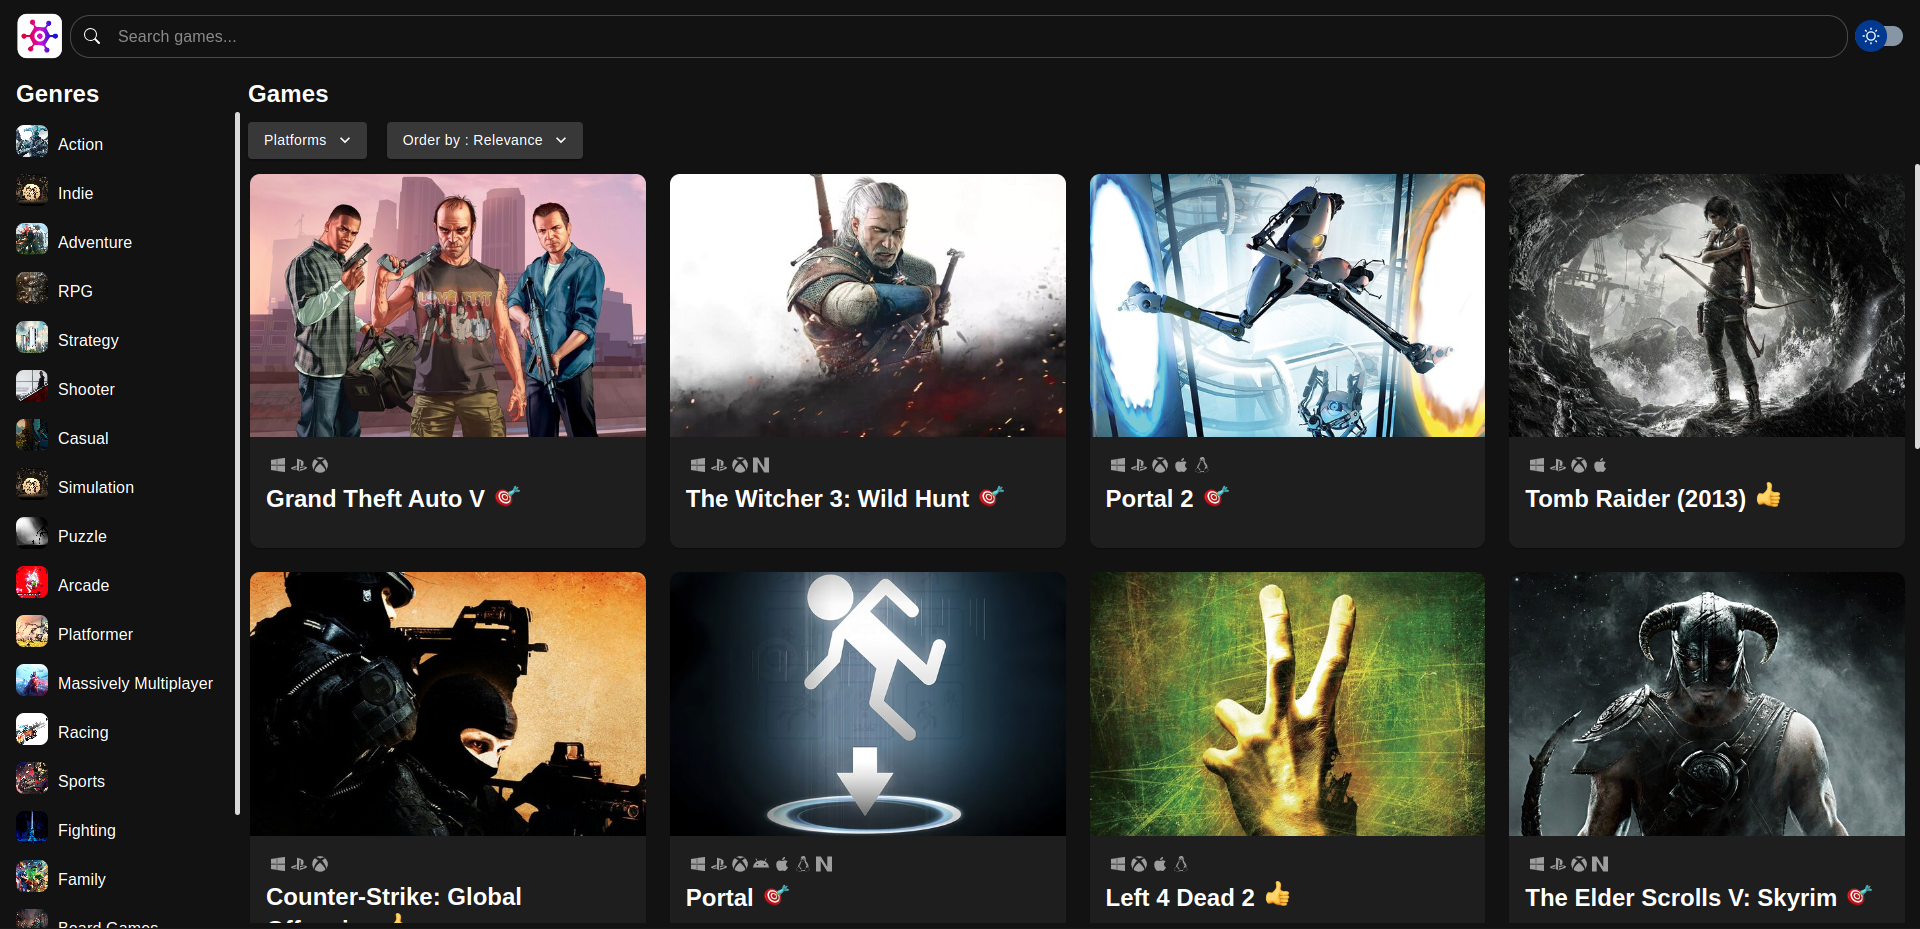 Search games...
Genres
Action
Indie
Adventure
RPG
Strategy
Shooter
Casual
Simulation
Puzzle
Arcade
Platformer
Massively Multiplayer
Racing
Sports
Fighting
Family
Board Games
Games
Platforms
Order by : Relevance
Grand Theft Auto V 🎯
The Witcher 3: Wild Hunt 🎯
Portal 2 🎯
Tomb Raider (2013) 👍
Counter-Strike: Global
Offensive 👍
Portal 🎯
Left 4 Dead 2 👍
The Elder Scrolls V: Skyrim 🎯